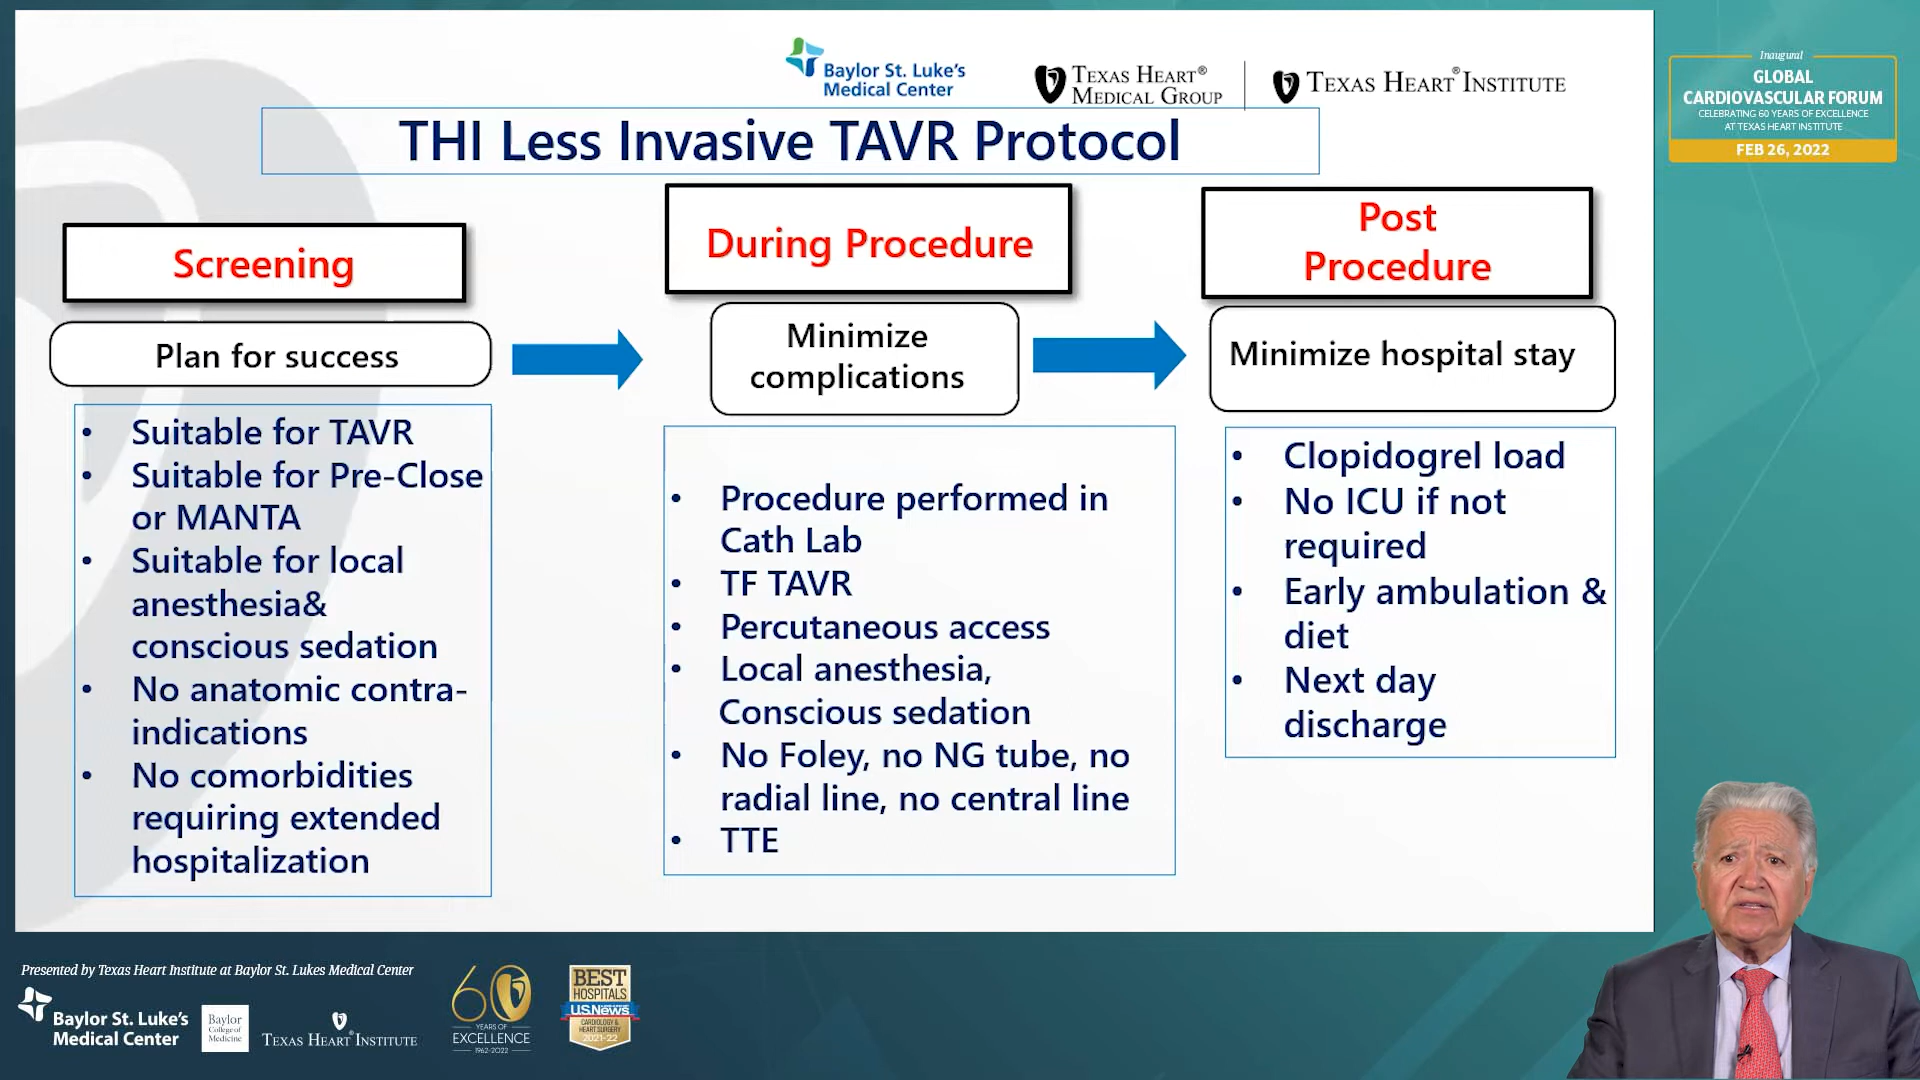 Baylor St. Luke's
Medical Center
TEXAS HEART®
MEDICAL GROUP
TEXAS HEART® INSTITUTE
THI Less Invasive TAVR Protocol
Screening
Plan for success
• Suitable for TAVR
• Suitable for Pre-Close
or MANTA
• Suitable for local
anesthesia&
conscious sedation
• No anatomic contra-
indications
• No comorbidities
requiring extended
hospitalization
During Procedure
Minimize
complications
• Procedure performed in
Cath Lab
• TF TAVR
• Percutaneous access
• Local anesthesia,
Conscious sedation
• No Foley, no NG tube, no
radial line, no central line
• TTE
Post
Procedure
Minimize hospital stay
• Clopidogrel load
• No ICU if not
required
• Early ambulation &
diet
• Next day
discharge
Inaugural
GLOBAL
CARDIOVASCULAR FORUM
CELEBRATING 60 YEARS OF EXCELLENCE
AT TEXAS HEART INSTITUTE
FEB 26, 2022
Presented by Texas Heart Institute at Baylor St. Lukes Medical Center
Baylor St. Luke's
Medical Center
Baylor
College of
Medicine
TEXAS HEART® INSTITUTE
60
YEARS OF
EXCELLENCE
1962-2022
BEST
HOSPITALS
U.S.News
CARDIOLOGY &
HEART SURGERY
2021-22